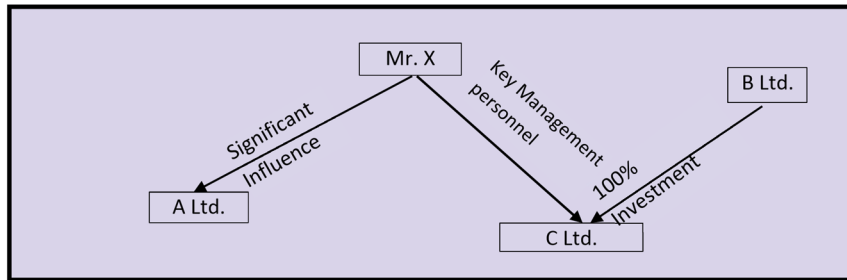 Mr. X
Key Management
personnel
B Ltd.
Significant
Influence
100%
Investment
A Ltd.
C Ltd.